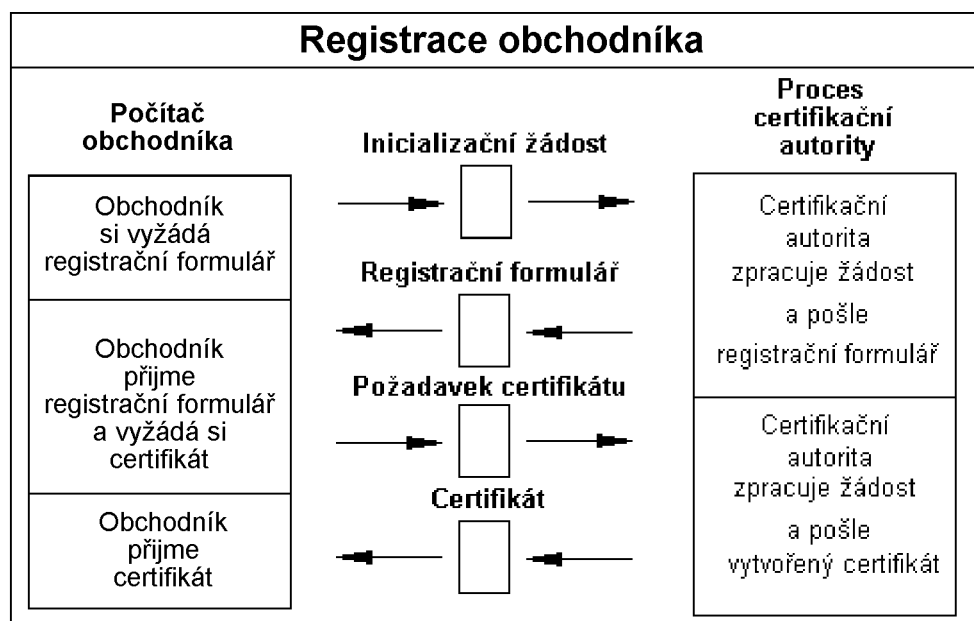 Registrace obchodníka
Počítač
obchodníka
Obchodník
si vyžádá
registrační formulář
Obchodník
přijme
registrační formulář
a vyžádá si
certifikát
Obchodník
přijme
certifikát
Inicializační žádost
Registrační formulář
Požadavek certifikátu
Certifikát
Proces
certifikační
autority
Certifikační
autorita
zpracuje žádost
a pošle
registrační formulář
Certifikační
autorita
zpracuje žádost
a pošle
vytvořený certifikát